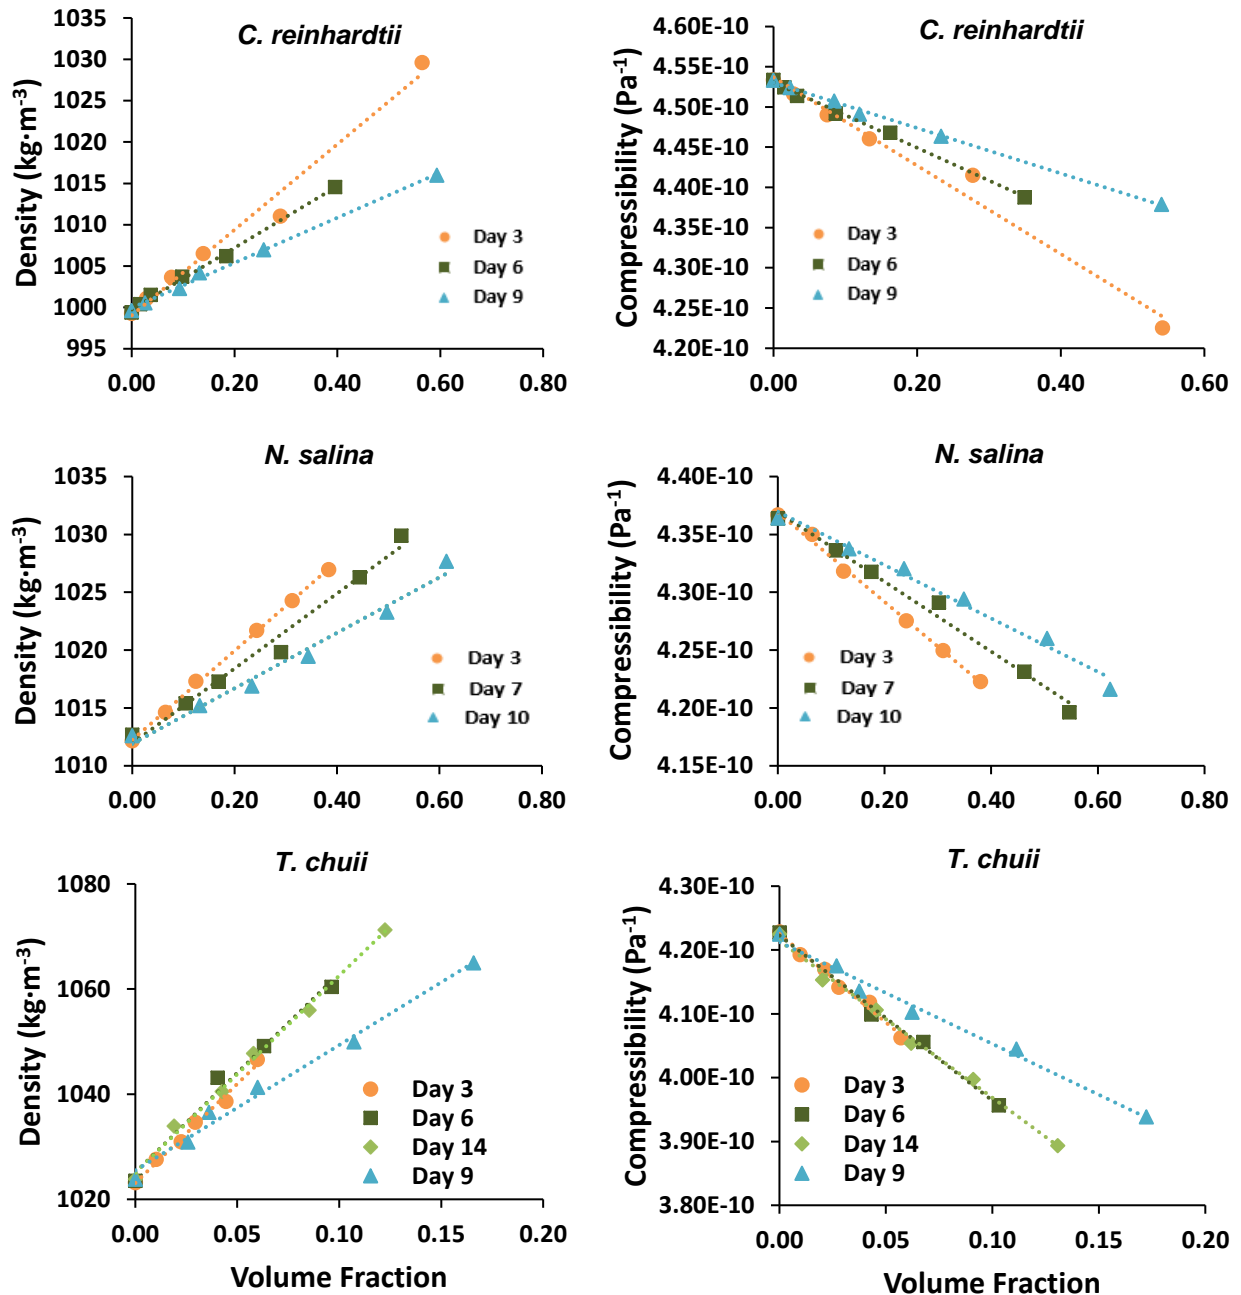 C. reinhardtii
Density (kg·m⁻³)
1035
1030
1025
1020
1015
1010
1005
1000
995
0.00 0.20 0.40 0.60 0.80
Day 3
Day 6
Day 9
C. reinhardtii
Compressibility (Pa⁻¹)
4.60E-10
4.55E-10
4.50E-10
4.45E-10
4.40E-10
4.35E-10
4.30E-10
4.25E-10
4.20E-10
0.00 0.20 0.40 0.60
Day 3
Day 6
Day 9
N. salina
Density (kg·m⁻³)
1035
1030
1025
1020
1015
1010
0.00 0.20 0.40 0.60 0.80
Day 3
Day 7
Day 10
N. salina
Compressibility (Pa⁻¹)
4.40E-10
4.35E-10
4.30E-10
4.25E-10
4.20E-10
4.15E-10
0.00 0.20 0.40 0.60 0.80
Day 3
Day 7
Day 10
T. chuii
Density (kg·m⁻³)
1080
1060
1040
1020
0.00 0.05 0.10 0.15 0.20
Day 3
Day 6
Day 14
Day 9
Volume Fraction
T. chuii
Compressibility (Pa⁻¹)
4.30E-10
4.20E-10
4.10E-10
4.00E-10
3.90E-10
3.80E-10
0.00 0.05 0.10 0.15 0.20
Day 3
Day 6
Day 14
Day 9
Volume Fraction